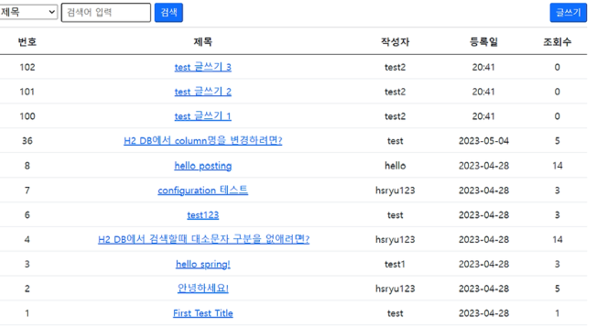 제목 검색어 입력 검색 글쓰기
번호 제목 작성자 등록일 조회수
102 test 글쓰기 3 test2 20:41 0
101 test 글쓰기 2 test2 20:41 0
100 test 글쓰기 1 test2 20:41 0
36 H2 DB에서 column명을 변경하려면? test 2023-05-04 5
8 hello posting hello 2023-04-28 14
7 configuration 테스트 hsryu123 2023-04-28 3
6 test123 test 2023-04-28 3
4 H2 DB에서 검색할때 대소문자 구분을 없애려면? hsryu123 2023-04-28 14
3 hello spring! test1 2023-04-28 3
2 안녕하세요! hsryu123 2023-04-28 5
1 First Test Title test 2023-04-28 1